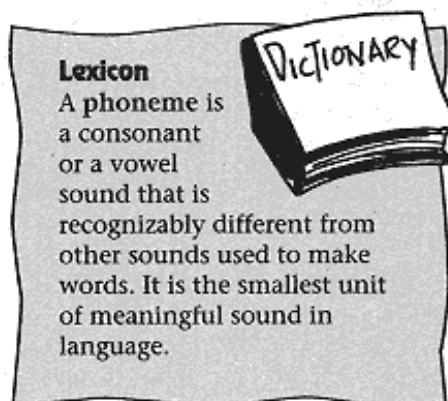 Lexicon
DICTIONARY
A phoneme is
a consonant
or a vowel
sound that is
recognizably different from
other sounds used to make
words. It is the smallest unit
of meaningful sound in
language.